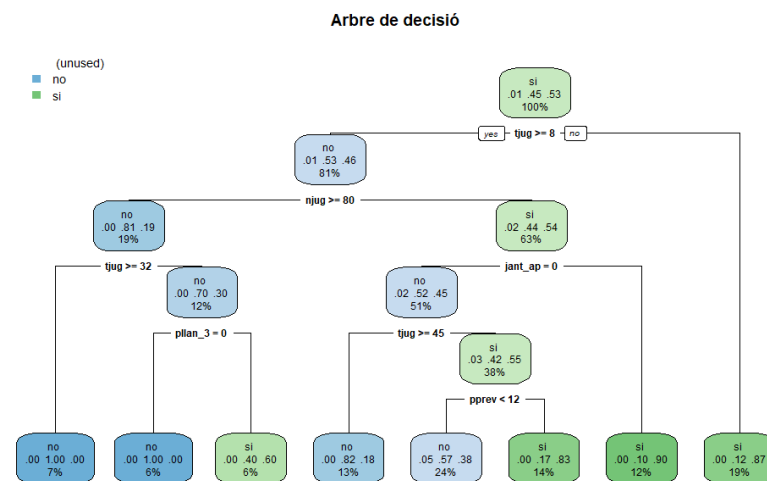 Arbre de decisió
(unused)
no
si
si
.01 .45 .53
100%
yes tjug >= 8 no
no
.01 .53 .46
81%
njug >= 80
no
.00 .81 .19
19%
si
.02 .44 .54
63%
tjug >= 32
jant_ap = 0
no
.00 .70 .30
12%
no
.02 .52 .45
51%
pllan_3 = 0
tjug >= 45
si
.03 .42 .55
38%
pprev < 12
no
.00 1.00 .00
7%
no
.00 1.00 .00
6%
si
.00 .40 .60
6%
no
.00 .82 .18
13%
no
.05 .57 .38
24%
si
.00 .17 .83
14%
si
.00 .10 .90
12%
si
.00 .12 .87
19%